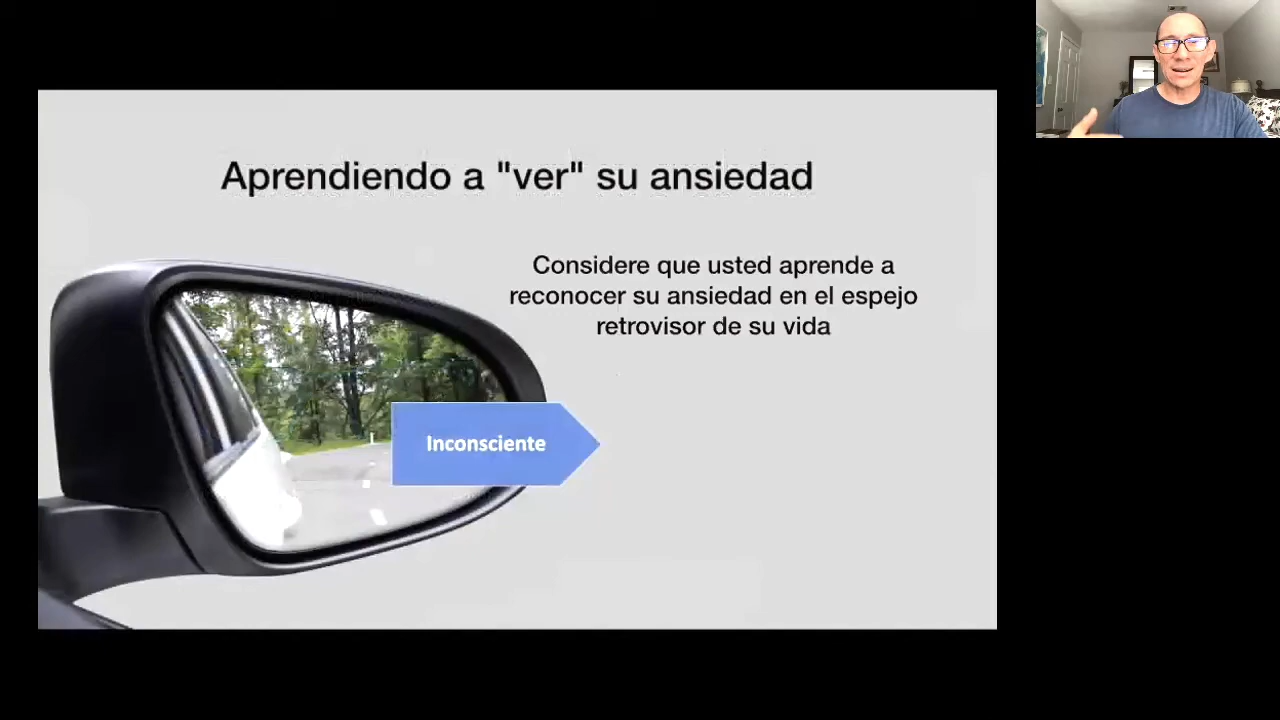 Aprendiendo a "ver" su ansiedad
Considere que usted aprende a
reconocer su ansiedad en el espejo
retrovisor de su vida
Inconsciente